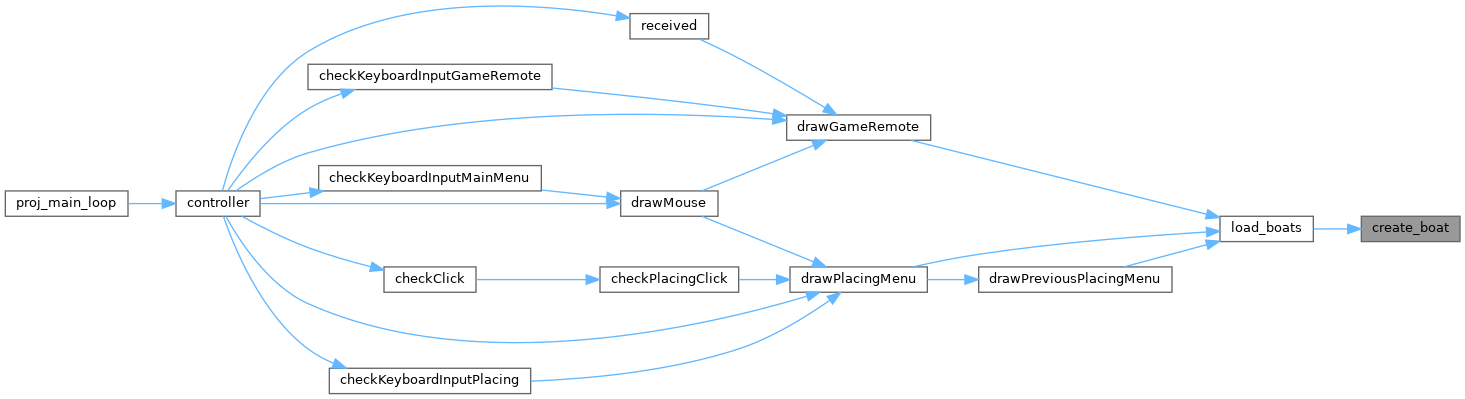 received
checkKeyboardInputGameRemote
drawGameRemote
checkKeyboardInputMainMenu
proj_main_loop
controller
drawMouse
load_boats
create_boat
checkClick
checkPlacingClick
drawPlacingMenu
drawPreviousPlacingMenu
checkKeyboardInputPlacing